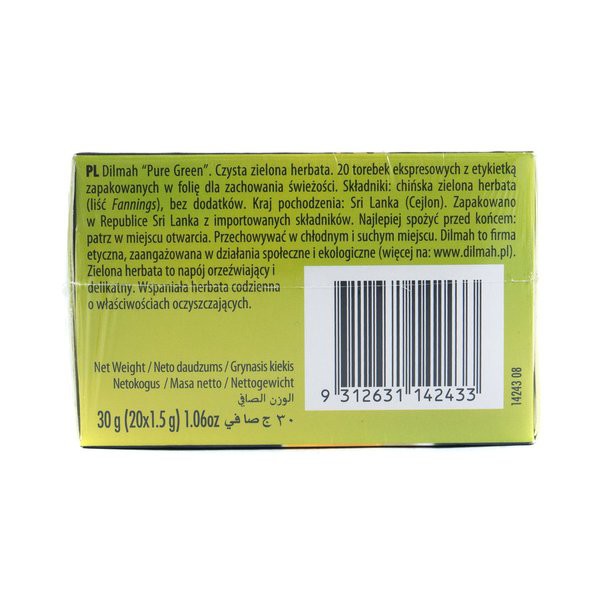 PL Dilmah "Pure Green". Czysta zielona herbata. 20 torebek ekspresowych z etykietką
zapakowanych w folię dla zachowania świeżości. Składniki: chińska zielona herbata
(liść Fannings), bez dodatków. Kraj pochodzenia: Sri Lanka (Cejlon). Zapakowano
w Republice Sri Lanka z importowanych składników. Najlepiej spożyć przed końcem:
patrz w miejscu otwarcia. Przechowywać w chłodnym i suchym miejscu. Dilmah to firma
etyczna, zaangażowana w działania społeczne i ekologiczne (więcej na: www.dilmah.pl).
Zielona herbata to napój orzeźwiający i
delikatny. Wspaniała herbata codzienna
o właściwościach oczyszczających.
Net Weight / Neto daudzums / Grynasis kiekis
Netokogus / Masa netto / Nettogewicht
الوزن الصافي
30 g (20x1.5 g) 1.06oz ٣٠ ج صافي
9 312631 142433
14243 08